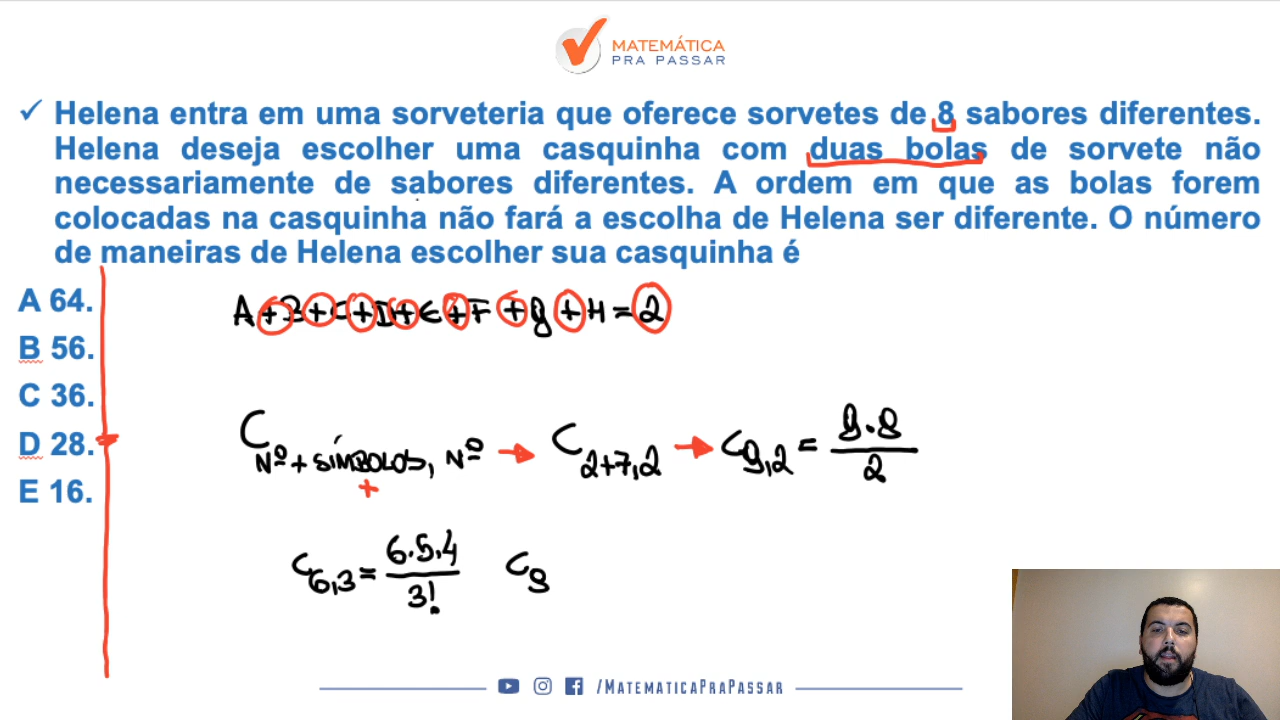 MATEMÁTICA
PRA PASSAR
✓ Helena entra em uma sorveteria que oferece sorvetes de 8 sabores diferentes.
Helena deseja escolher uma casquinha com duas bolas de sorvete não
necessariamente de sabores diferentes. A ordem em que as bolas forem
colocadas na casquinha não fará a escolha de Helena ser diferente. O número
de maneiras de Helena escolher sua casquinha é
A 64.
B 56.
C 36.
D 28.
E 16.
A + B + C + D + E + F + g + H = 2
C Nº + SÍMBOLOS, Nº → C 2+7,2 → C 9,2 = 9.8 / 2
+
C 6,3 = 6.5.4 / 3! C 9
/MatematicaPraPassar